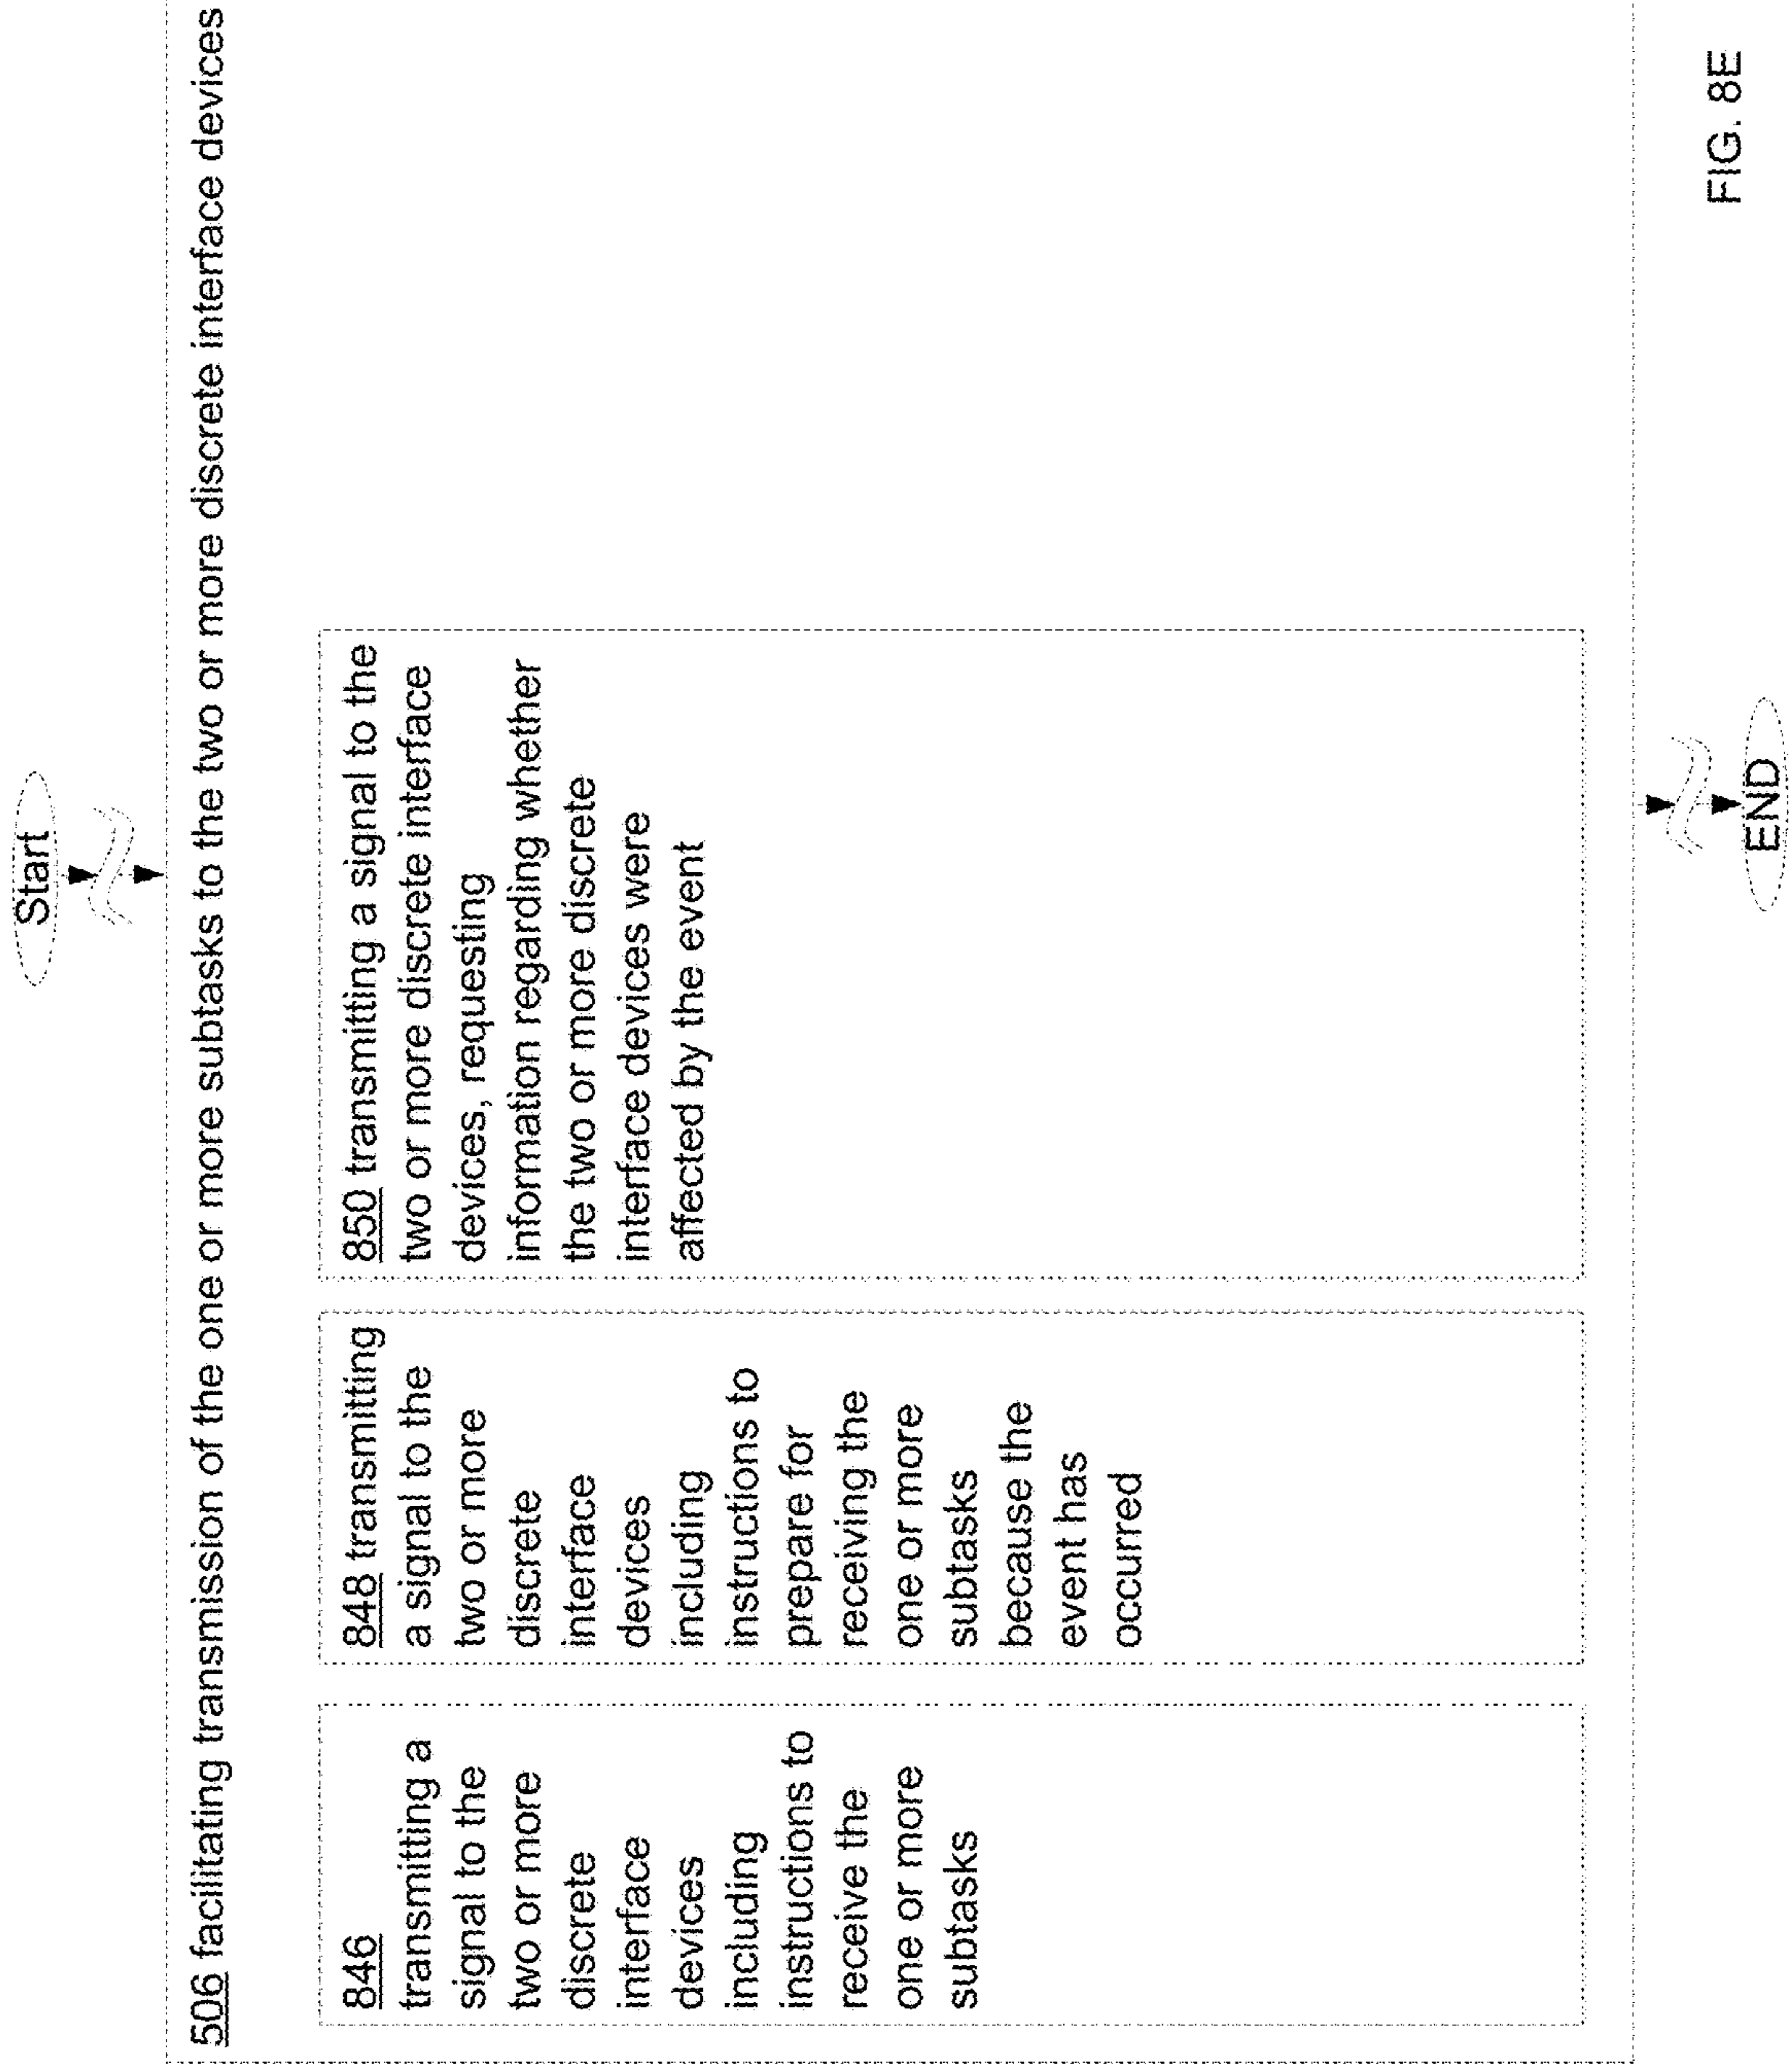 Start
506 facilitating transmission of the one or more subtasks to the two or more discrete interface devices
846
transmitting a
signal to the
two or more
discrete
interface
devices
including
instructions to
receive the
one or more
subtasks
848 transmitting
a signal to the
two or more
discrete
interface
devices
including
instructions to
prepare for
receiving the
one or more
subtasks
because the
event has
occurred
850 transmitting a signal to the
two or more discrete interface
devices, requesting
information regarding whether
the two or more discrete
interface devices were
affected by the event
END
FIG. 8E